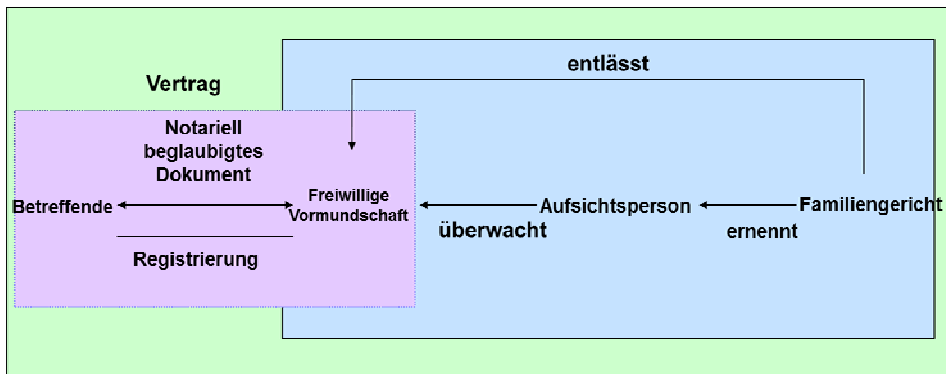 entlässt
Vertrag
Notariell
beglaubigtes
Dokument
Betreffende
Freiwillige
Vormundschaft
Aufsichtsperson
Familiengericht
überwacht
ernennt
Registrierung